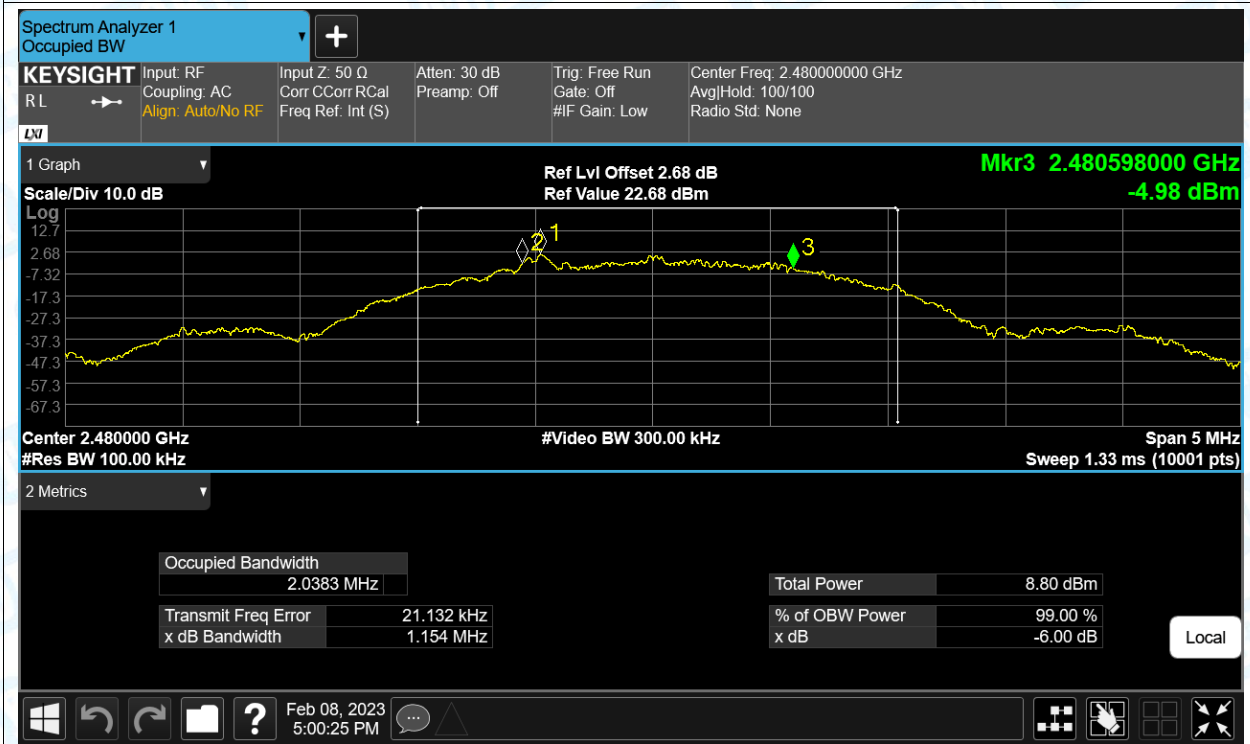 Spectrum Analyzer 1
Occupied BW
+
KEYSIGHT
R L
LXI
Input: RF
Coupling: AC
Align: Auto/No RF
Input Z: 50 Ω
Corr CCorr RCal
Freq Ref: Int (S)
Atten: 30 dB
Preamp: Off
Trig: Free Run
Gate: Off
#IF Gain: Low
Center Freq: 2.480000000 GHz
Avg|Hold: 100/100
Radio Std: None
1 Graph
Ref Lvl Offset 2.68 dB
Mkr3 2.480598000 GHz
Scale/Div 10.0 dB
Ref Value 22.68 dBm
-4.98 dBm
Log
12.7
2.68
-7.32
-17.3
-27.3
-37.3
-47.3
-57.3
-67.3
1
2
3
Center 2.480000 GHz
#Video BW 300.00 kHz
Span 5 MHz
#Res BW 100.00 kHz
Sweep 1.33 ms (10001 pts)
2 Metrics
Occupied Bandwidth
2.0383 MHz
Transmit Freq Error 21.132 kHz
x dB Bandwidth 1.154 MHz
Total Power 8.80 dBm
% of OBW Power 99.00 %
x dB -6.00 dB
Local
?
Feb 08, 2023
5:00:25 PM